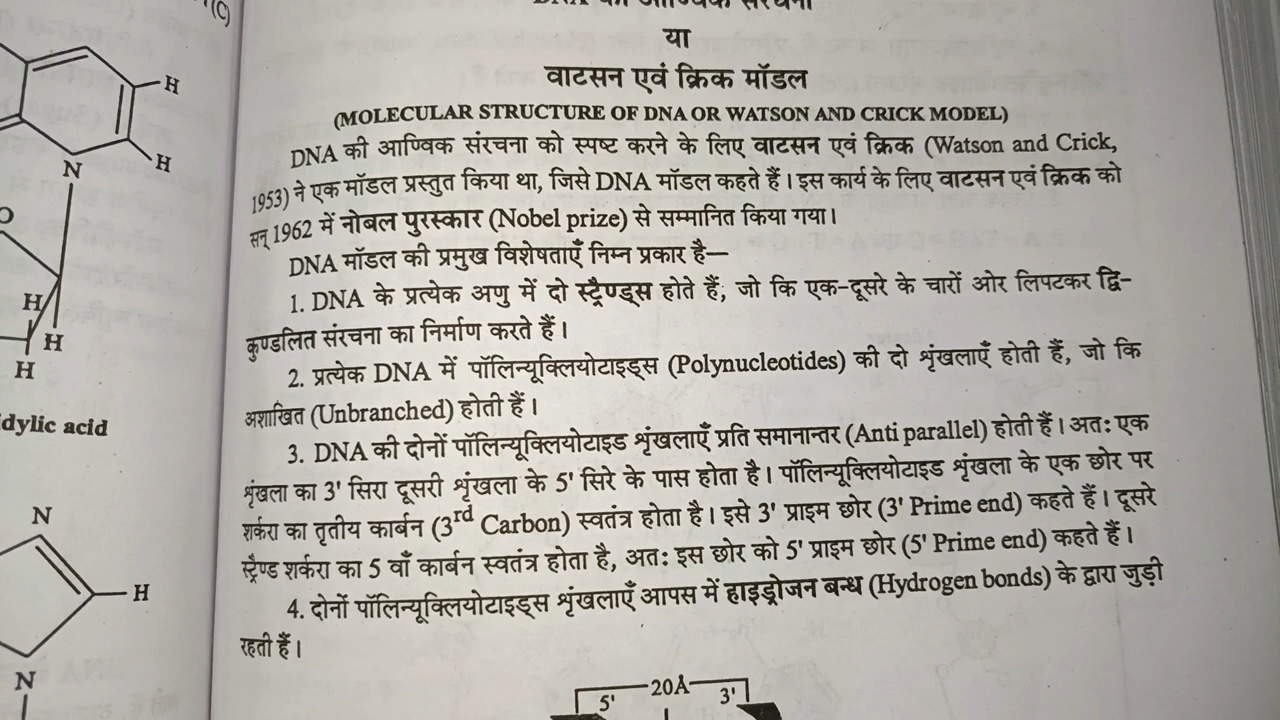 (C)
H
H
N
O
H
H
H
dylic acid
N
H
N
DNA की आण्विक संरचना
या
वाटसन एवं क्रिक मॉडल
(MOLECULAR STRUCTURE OF DNA OR WATSON AND CRICK MODEL)
DNA की आण्विक संरचना को स्पष्ट करने के लिए वाटसन एवं क्रिक (Watson and Crick,
1953) ने एक मॉडल प्रस्तुत किया था, जिसे DNA मॉडल कहते हैं। इस कार्य के लिए वाटसन एवं क्रिक को
सन् 1962 में नोबल पुरस्कार (Nobel prize) से सम्मानित किया गया।
DNA मॉडल की प्रमुख विशेषताएँ निम्न प्रकार है—
1. DNA के प्रत्येक अणु में दो स्ट्रैण्ड्स होते हैं, जो कि एक-दूसरे के चारों ओर लिपटकर द्वि-
कुण्डलित संरचना का निर्माण करते हैं।
2. प्रत्येक DNA में पॉलिन्यूक्लियोटाइड्स (Polynucleotides) की दो शृंखलाएँ होती हैं, जो कि
अशाखित (Unbranched) होती हैं।
3. DNA की दोनों पॉलिन्यूक्लियोटाइड शृंखलाएँ प्रति समानान्तर (Anti parallel) होती हैं। अतः एक
शृंखला का 3' सिरा दूसरी शृंखला के 5' सिरे के पास होता है। पॉलिन्यूक्लियोटाइड शृंखला के एक छोर पर
शर्करा का तृतीय कार्बन (3rd Carbon) स्वतंत्र होता है। इसे 3' प्राइम छोर (3' Prime end) कहते हैं। दूसरे
स्ट्रैण्ड शर्करा का 5 वाँ कार्बन स्वतंत्र होता है, अतः इस छोर को 5' प्राइम छोर (5' Prime end) कहते हैं।
4. दोनों पॉलिन्यूक्लियोटाइड्स शृंखलाएँ आपस में हाइड्रोजन बन्ध (Hydrogen bonds) के द्वारा जुड़ी
रहती हैं।
20Å
5' 3'